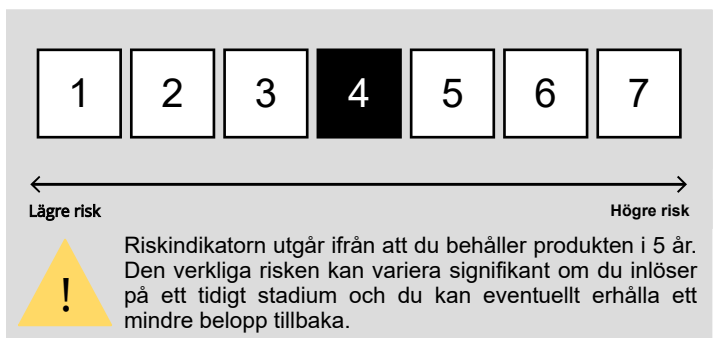 1 2 3 4 5 6 7
Lägre risk Högre risk
Riskindikatorn utgår ifrån att du behåller produkten i 5 år.
Den verkliga risken kan variera signifikant om du inlöser
på ett tidigt stadium och du kan eventuellt erhålla ett
mindre belopp tillbaka.
!